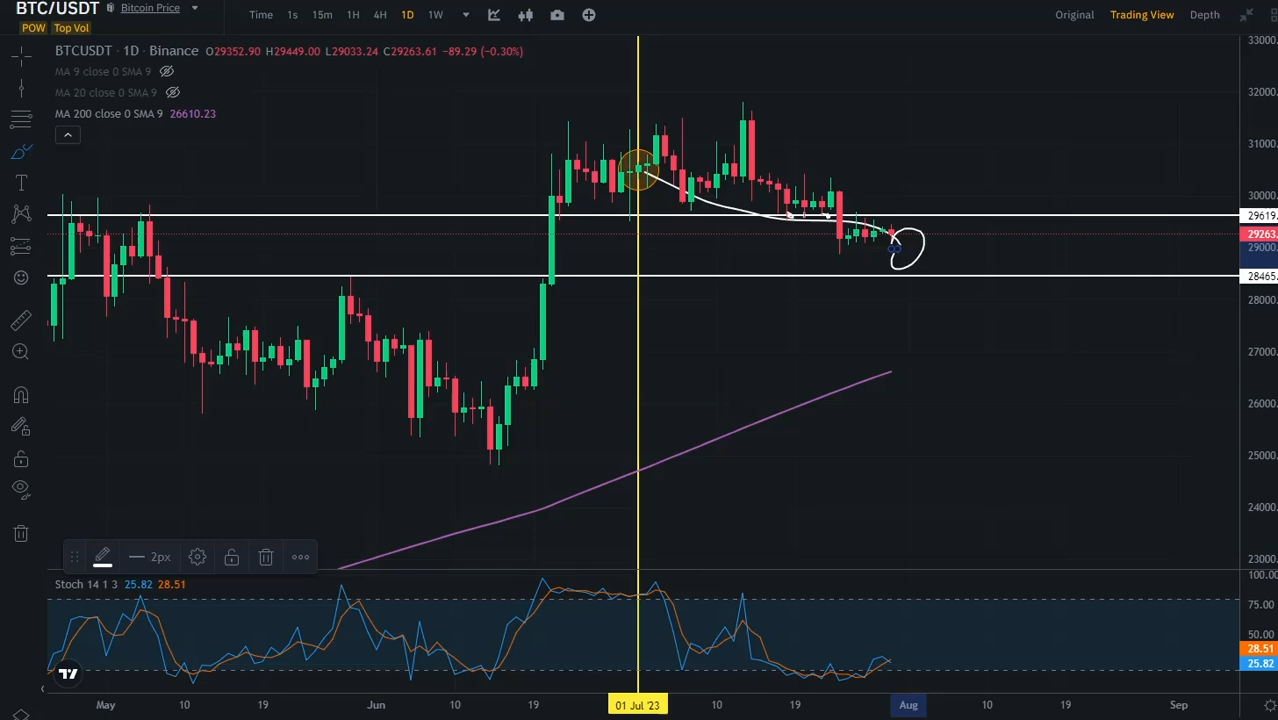 BTC/USDT Bitcoin Price
POW Top Vol
Time 1s 15m 1H 4H 1D 1W
Original Trading View Depth
BTCUSDT · 1D · Binance O29352.90 H29449.00 L29033.24 C29263.61 -89.29 (-0.30%)
MA 9 close 0 SMA 9
MA 20 close 0 SMA 9
MA 200 close 0 SMA 9 26610.23
33000.
32000.
31000.
30000.
29619.
29263.
29000.
28465.
28000.
27000.
26000.
25000.
24000.
23000.
2px
Stoch 14 1 3 25.82 28.51
100.00
75.00
50.00
28.51
25.82
May 10 19 Jun 10 19 01 Jul '23 10 19 Aug 10 19 Sep